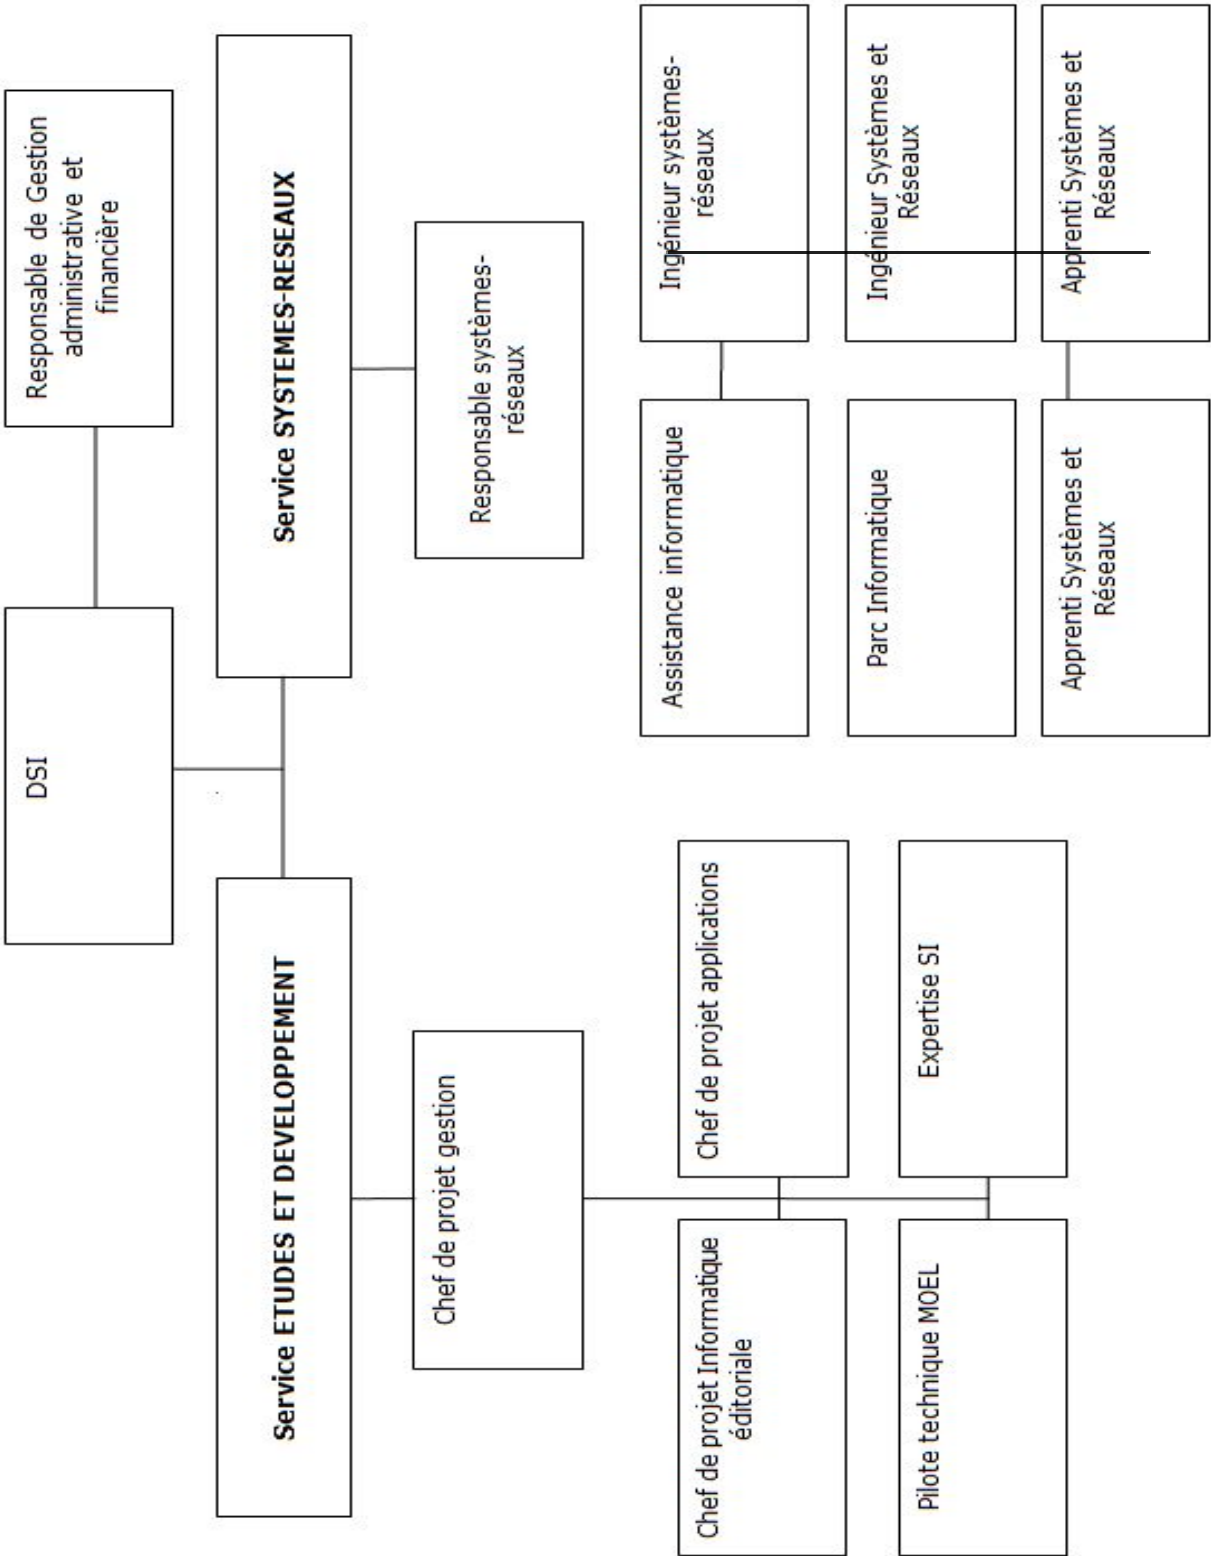 DSI
Responsable de Gestion
administrative et
financière
Service ETUDES ET DEVELOPPEMENT
Service SYSTEMES-RESEAUX
Chef de projet gestion
Responsable systèmes-
réseaux
Chef de projet Informatique
éditoriale
Chef de projet applications
Assistance informatique
Ingénieur systèmes-
réseaux
Pilote technique MOEL
Expertise SI
Parc Informatique
Ingénieur Systèmes et
Réseaux
Apprenti Systèmes et
Réseaux
Apprenti Systèmes et
Réseaux